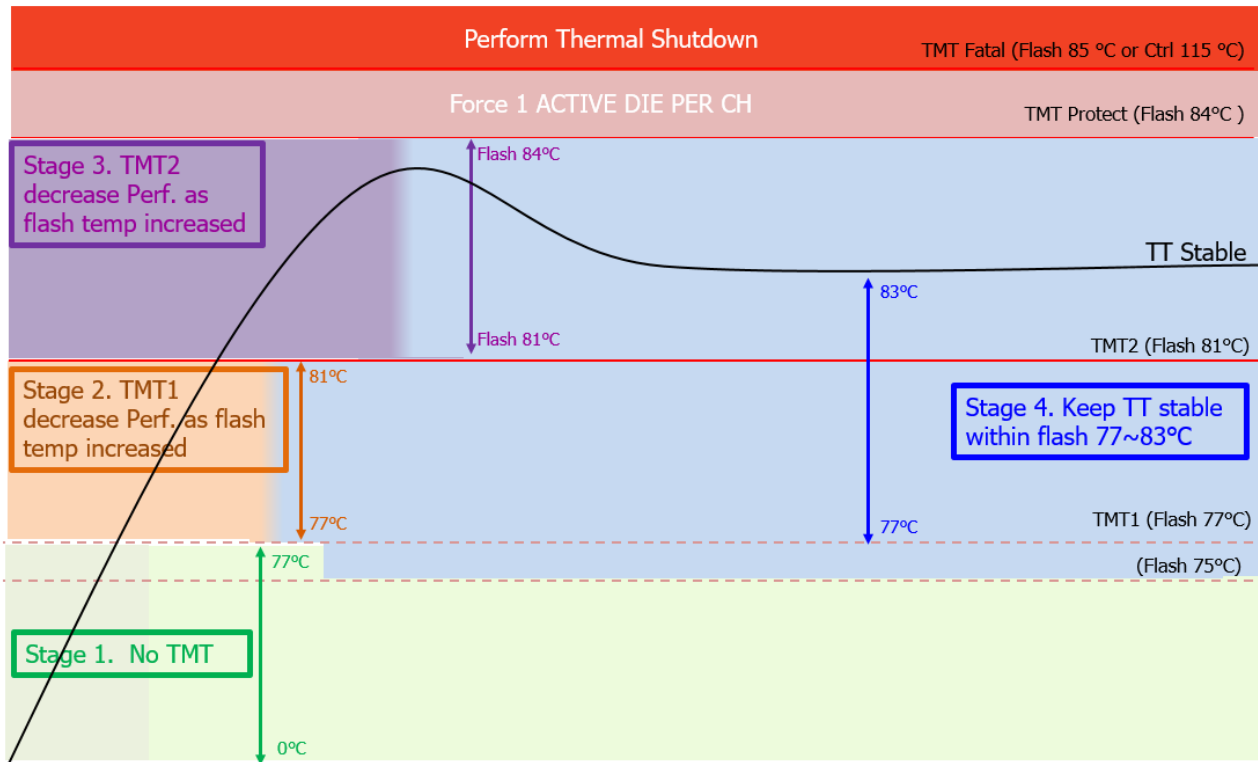 Perform Thermal Shutdown
TMT Fatal (Flash 85 °C or Ctrl 115 °C)
Force 1 ACTIVE DIE PER CH
TMT Protect (Flash 84°C )
Stage 3. TMT2
decrease Perf. as
flash temp increased
Flash 84°C
TT Stable
83°C
Flash 81°C
TMT2 (Flash 81°C)
Stage 2. TMT1
decrease Perf. as flash
temp increased
81°C
Stage 4. Keep TT stable
within flash 77~83°C
77°C
77°C
TMT1 (Flash 77°C)
77°C
(Flash 75°C)
Stage 1. No TMT
0°C